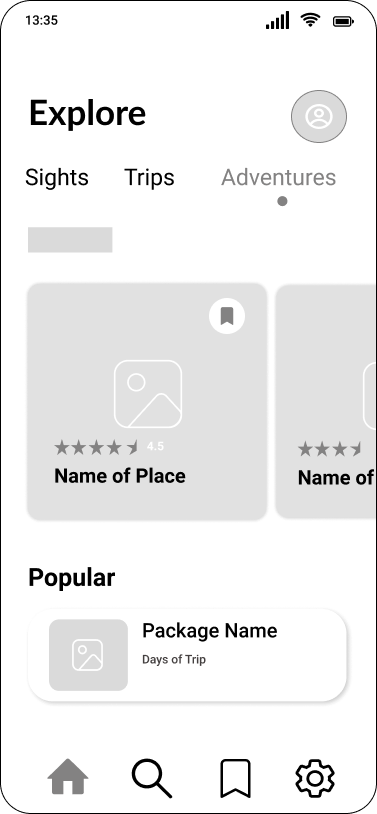 13:35
Explore
Sights Trips Adventures
4.5
Name of Place
Name of
Popular
Package Name
Days of Trip